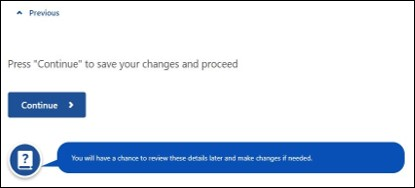 Previous
Press "Continue" to save your changes and proceed
Continue
?
You will have a chance to review these details later and make changes if needed.